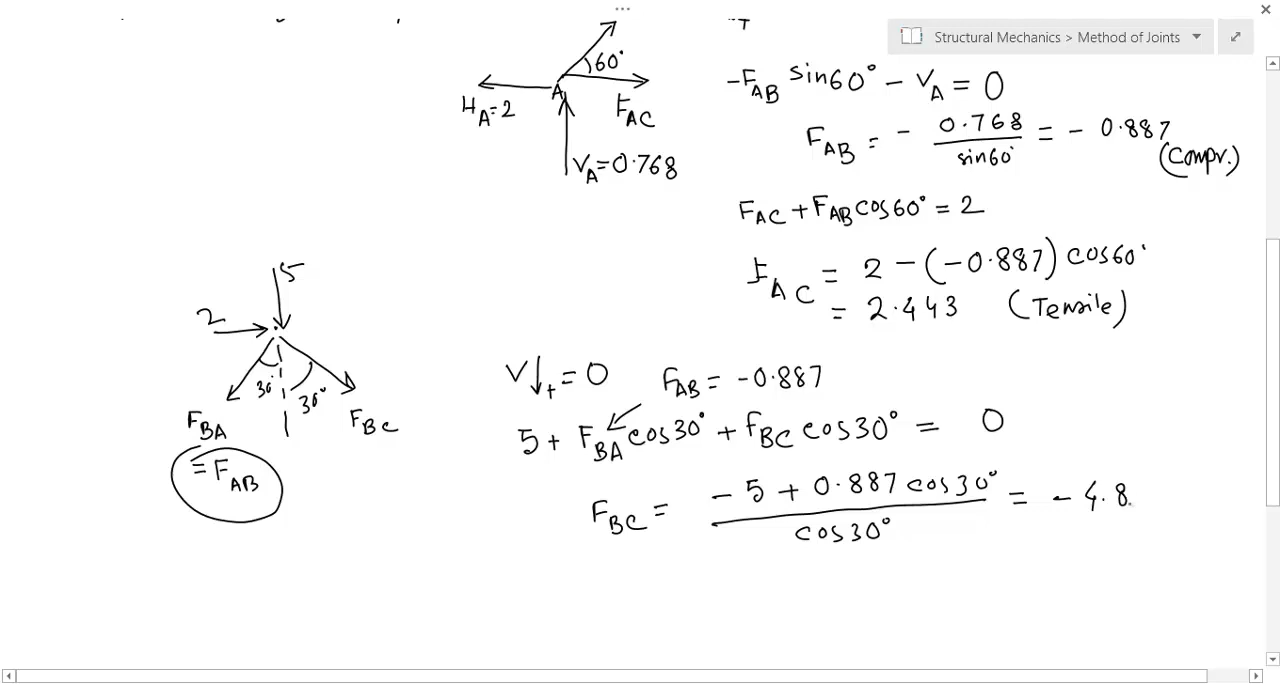 Structural Mechanics > Method of Joints
60°
A
H_A=2
F_AC
V_A=0.768
-F_AB sin60° - V_A = 0
F_AB = - 0.768 / sin60° = - 0.887 (Compr.)
F_AC + F_AB cos60° = 2
F_AC = 2 - (-0.887) cos60°
= 2.443 (Tensile)
5
2
30°
30°
F_BA
F_BC
= F_AB
V↓+ = 0
F_AB = -0.887
5 + F_BA cos30° + F_BC cos30° = 0
F_BC = - 5 + 0.887 cos30° / cos30° = - 4.8